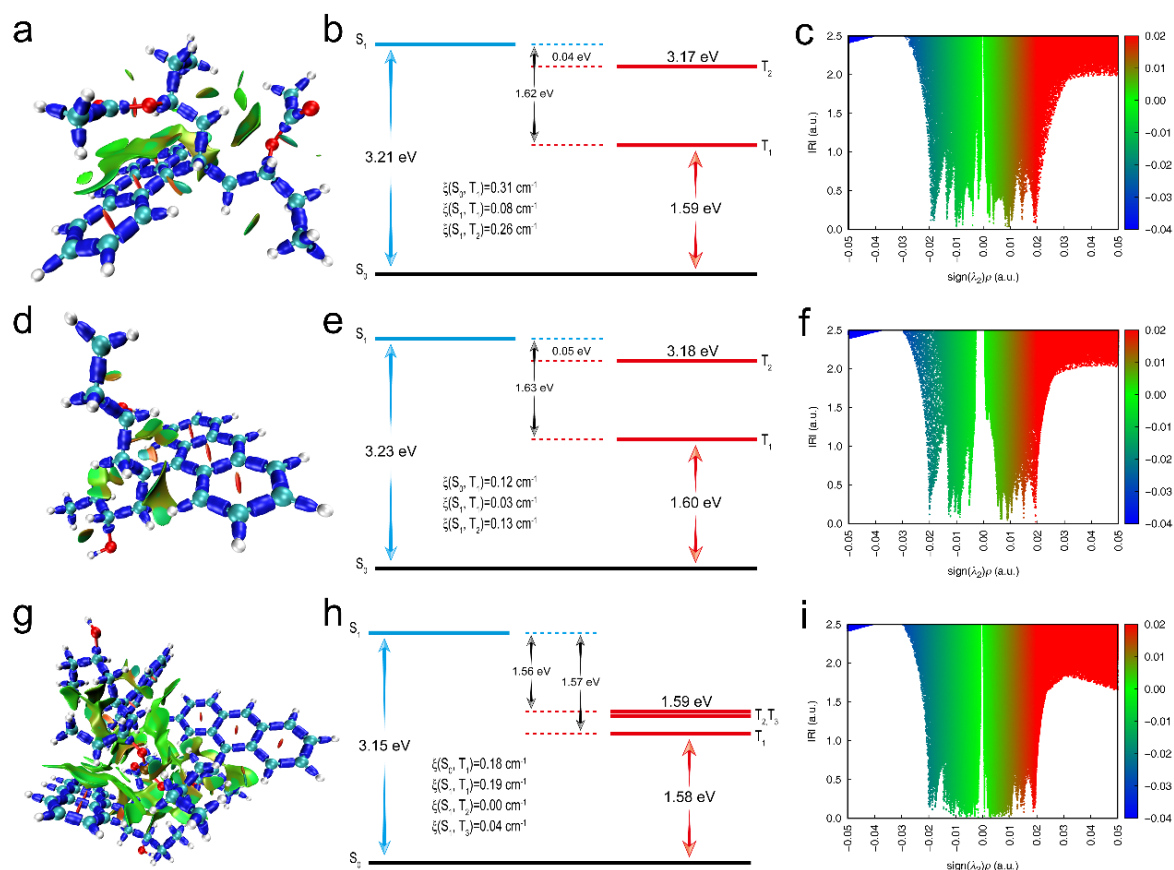 a
b
S₁
0.04 eV
3.17 eV
T₂
1.62 eV
T₁
3.21 eV
1.59 eV
ξ(S₀, T₁)=0.31 cm⁻¹
ξ(S₁, T₁)=0.08 cm⁻¹
ξ(S₁, T₂)=0.26 cm⁻¹
S₀
c
IRI (a.u.)
2.5
2.0
1.5
1.0
0.5
0.0
-0.05
-0.04
-0.03
-0.02
-0.01
0.00
0.01
0.02
0.03
0.04
0.05
sign(λ₂)ρ (a.u.)
0.02
0.01
0.00
−0.01
−0.02
−0.03
−0.04
d
e
S₁
0.05 eV
3.18 eV
T₂
1.63 eV
T₁
3.23 eV
1.60 eV
ξ(S₀, T₁)=0.12 cm⁻¹
ξ(S₁, T₁)=0.03 cm⁻¹
ξ(S₁, T₂)=0.13 cm⁻¹
S₀
f
IRI (a.u.)
2.5
2.0
1.5
1.0
0.5
0.0
-0.05
-0.04
-0.03
-0.02
-0.01
0.00
0.01
0.02
0.03
0.04
0.05
sign(λ₂)ρ (a.u.)
0.02
0.01
0.00
−0.01
−0.02
−0.03
−0.04
g
h
S₁
1.56 eV
1.57 eV
1.59 eV
T₂,T₃
T₁
3.15 eV
1.58 eV
ξ(S₀, T₁)=0.18 cm⁻¹
ξ(S₁, T₁)=0.19 cm⁻¹
ξ(S₁, T₂)=0.00 cm⁻¹
ξ(S₁, T₃)=0.04 cm⁻¹
S₀
i
IRI (a.u.)
2.5
2.0
1.5
1.0
0.5
0.0
-0.05
-0.04
-0.03
-0.02
-0.01
0.00
0.01
0.02
0.03
0.04
0.05
sign(λ₂)ρ (a.u.)
0.02
0.01
0.00
−0.01
−0.02
−0.03
−0.04